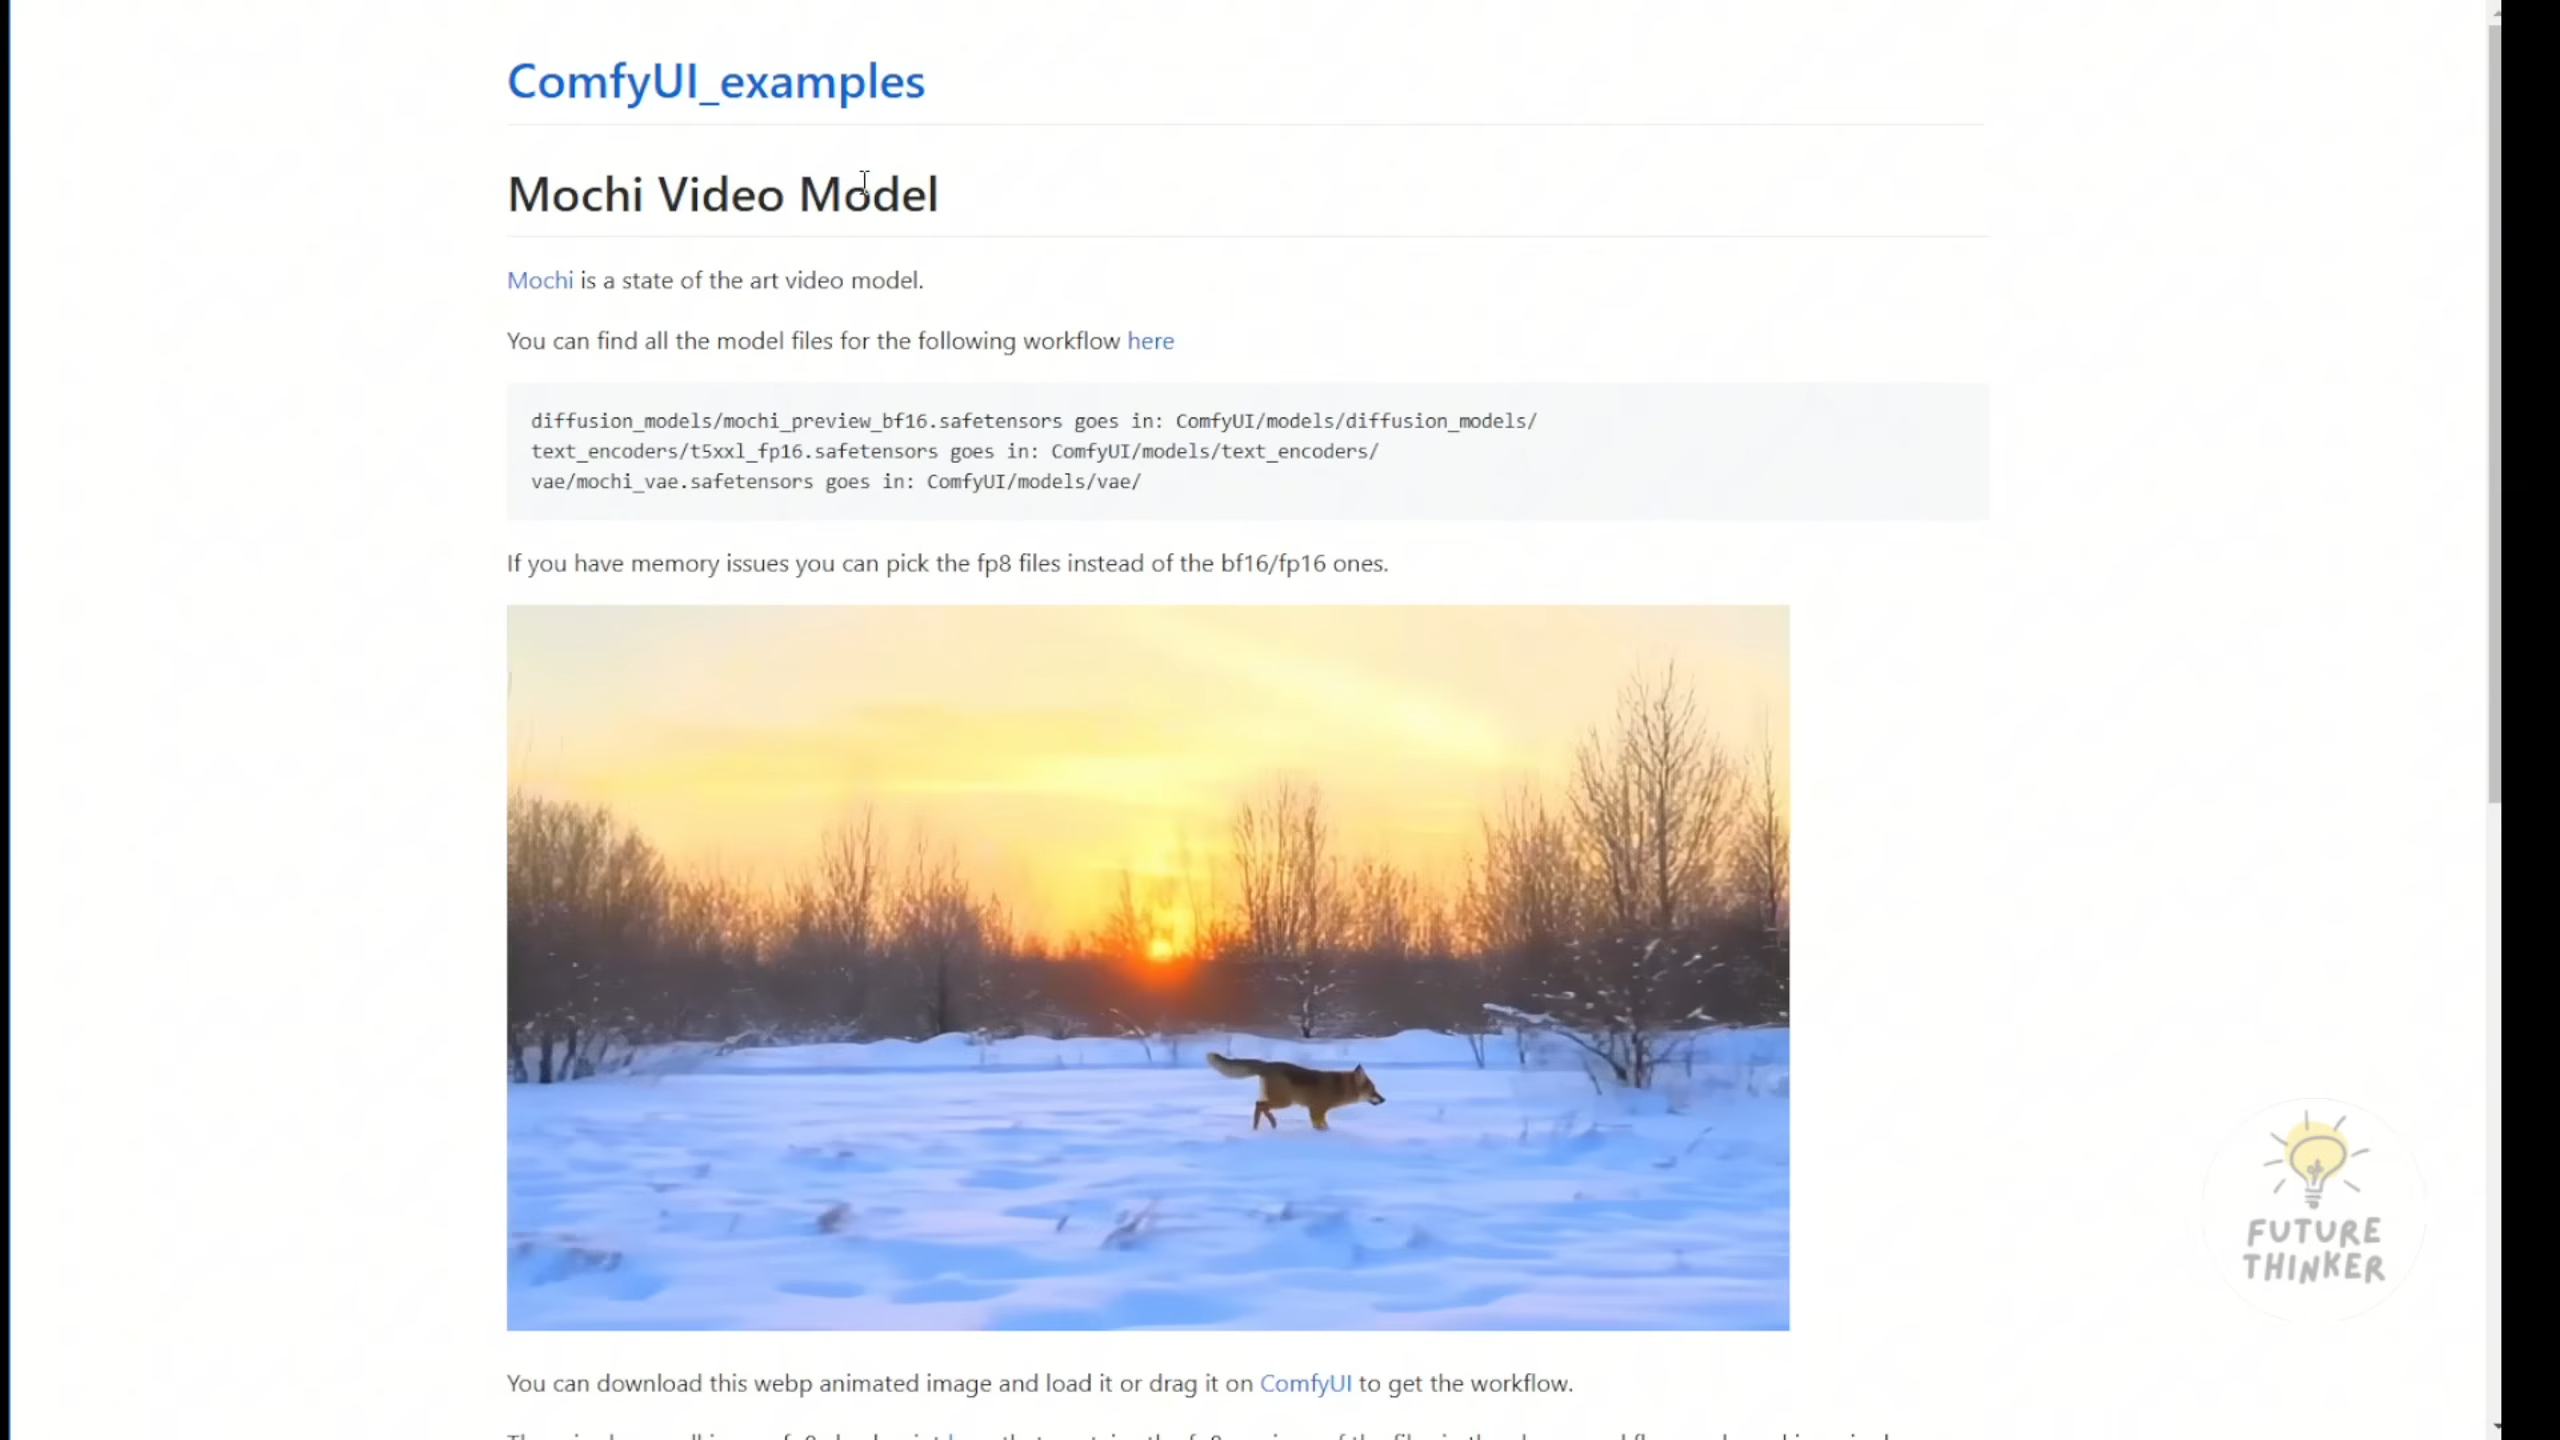 ComfyUI_examples
Mochi Video Model
Mochi is a state of the art video model.
You can find all the model files for the following workflow here
diffusion_models/mochi_preview_bf16.safetensors goes in: ComfyUI/models/diffusion_models/
text_encoders/t5xxl_fp16.safetensors goes in: ComfyUI/models/text_encoders/
vae/mochi_vae.safetensors goes in: ComfyUI/models/vae/
If you have memory issues you can pick the fp8 files instead of the bf16/fp16 ones.
FUTURE
THINKER
You can download this webp animated image and load it or drag it on ComfyUI to get the workflow.